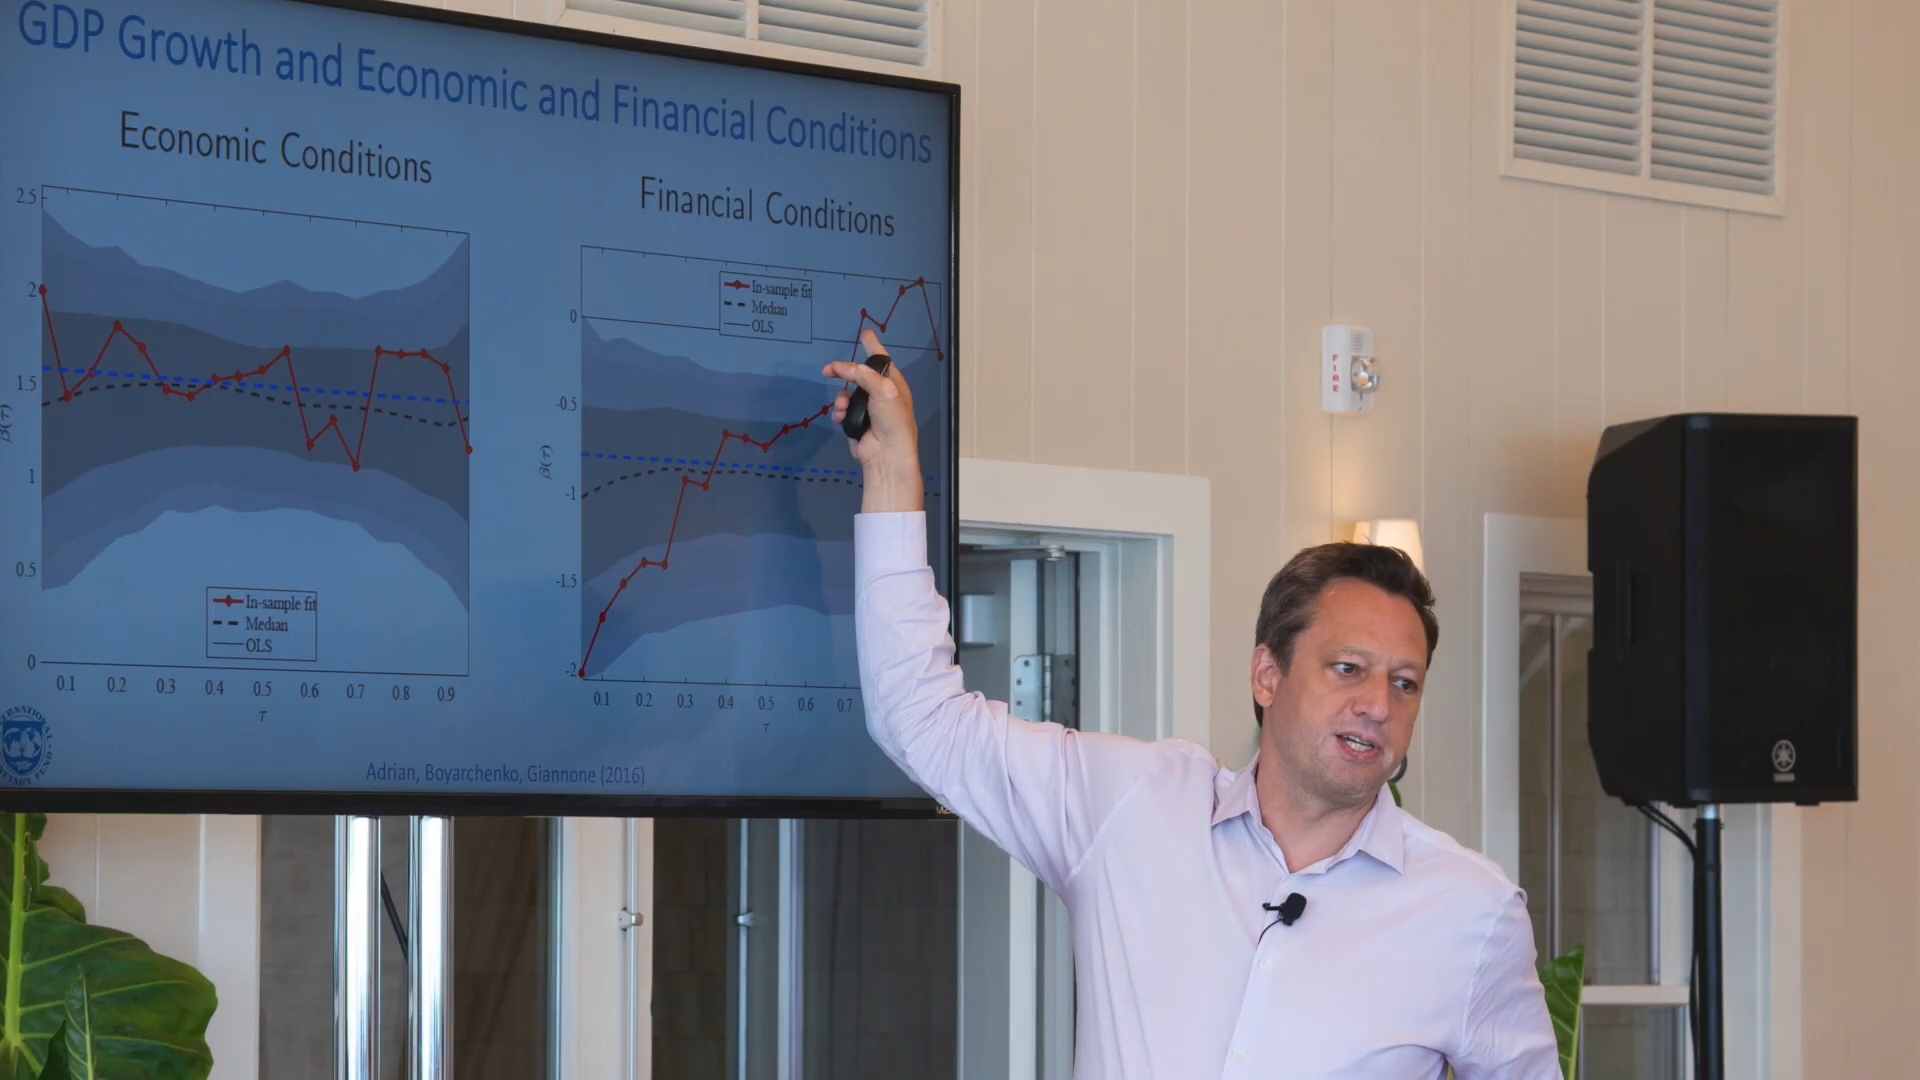 GDP Growth and Economic and Financial Conditions
Economic Conditions
2.5
2
1.5
1
0.5
0
β(τ)
0.1 0.2 0.3 0.4 0.5 0.6 0.7 0.8 0.9
τ
In-sample fit
Median
OLS
Financial Conditions
0
-0.5
-1
-1.5
-2
β(τ)
0.1 0.2 0.3 0.4 0.5 0.6 0.7
τ
In-sample fit
Median
OLS
Adrian, Boyarchenko, Giannone (2016)
FIRE
YAMAHA